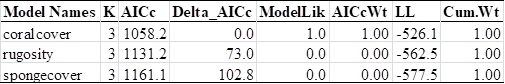 Model Names K AICc Delta_AICc ModelLik AICcWt LL Cum.Wt
coralcover 3 1058.2 0.0 1.0 1.00 -526.1 1.00
rugosity 3 1131.2 73.0 0.0 0.00 -562.5 1.00
spongecover 3 1161.1 102.8 0.0 0.00 -577.5 1.00